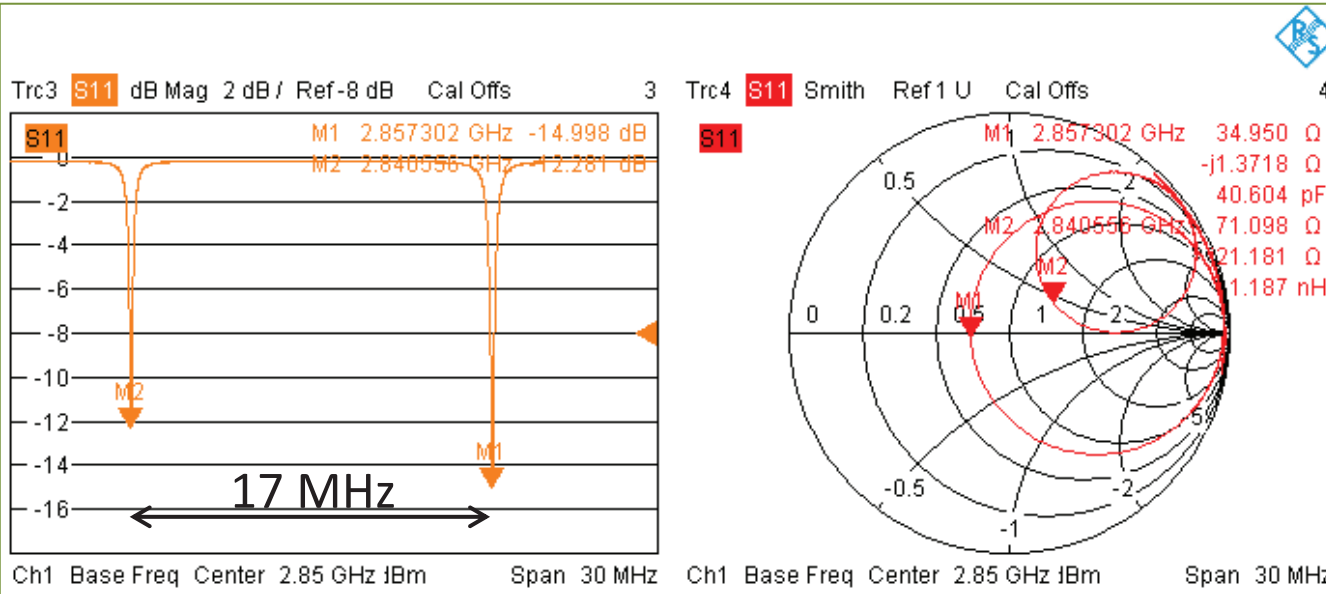 R&S
Trc3 S11 dB Mag 2 dB / Ref -8 dB Cal Offs 3
S11
M1 2.857302 GHz -14.998 dB
M2 2.840556 GHz -12.281 dB
0
-2
-4
-6
-8
-10
-12
-14
-16
M2
M1
17 MHz
Ch1 Base Freq Center 2.85 GHz Span 30 MHz
Trc4 S11 Smith Ref 1 U Cal Offs 4
S11
M1 2.857302 GHz 34.950 Ω
-j1.3718 Ω
40.604 pF
M2 2.840556 GHz 71.098 Ω
21.181 Ω
1.187 nH
0.5
2
M2
M1
0
0.2
0.5
1
2
5
-0.5
-2
-1
Ch1 Base Freq Center 2.85 GHz Span 30 MHz